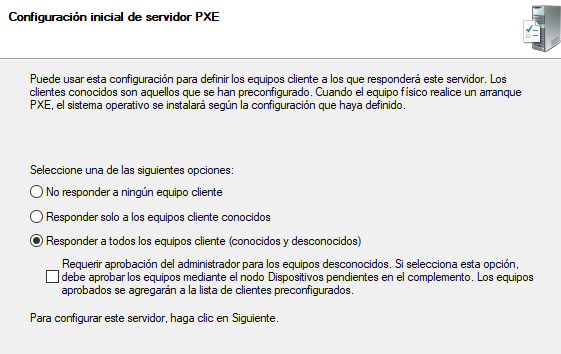 Configuración inicial de servidor PXE
Puede usar esta configuración para definir los equipos cliente a los que responderá este servidor. Los
clientes conocidos son aquellos que se han preconfigurado. Cuando el equipo físico realice un arranque
PXE, el sistema operativo se instalará según la configuración que haya definido.
Seleccione una de las siguientes opciones:
No responder a ningún equipo cliente
Responder solo a los equipos cliente conocidos
Responder a todos los equipos cliente (conocidos y desconocidos)
Requerir aprobación del administrador para los equipos desconocidos. Si selecciona esta opción,
debe aprobar los equipos mediante el nodo Dispositivos pendientes en el complemento. Los equipos
aprobados se agregarán a la lista de clientes preconfigurados.
Para configurar este servidor, haga clic en Siguiente.